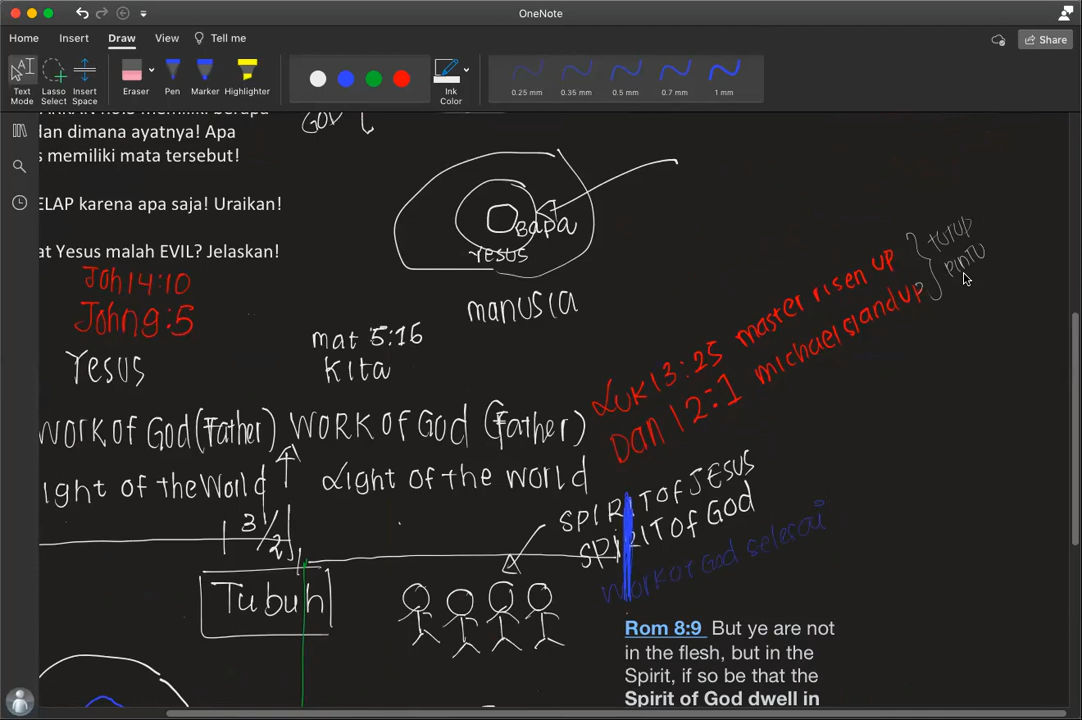 OneNote
Home Insert Draw View Tell me
Share
Text Mode
Lasso Select
Insert Space
Eraser
Pen
Marker
Highlighter
Ink Color
0.25 mm 0.35 mm 0.5 mm 0.7 mm 1 mm
dan dimana ayatnya! Apa
s memiliki mata tersebut!
ELAP karena apa saja! Uraikan!
at Yesus malah EVIL? Jelaskan!
GOD
Bapa
Yesus
manusia
Joh 14:10
John 9:5
Yesus
mat 5:16
Kita
Luk 13:25 master risen up
Dan 12:1 michael standup
tutup
pintu
WORK of God (Father)
WORK of God (Father)
ight of the World
Light of the world
3 1/2
SPIRIT of JESUS
SPIRIT of God
Work of God selesai
Tubuh
Rom 8:9 But ye are not
in the flesh, but in the
Spirit, if so be that the
Spirit of God dwell in